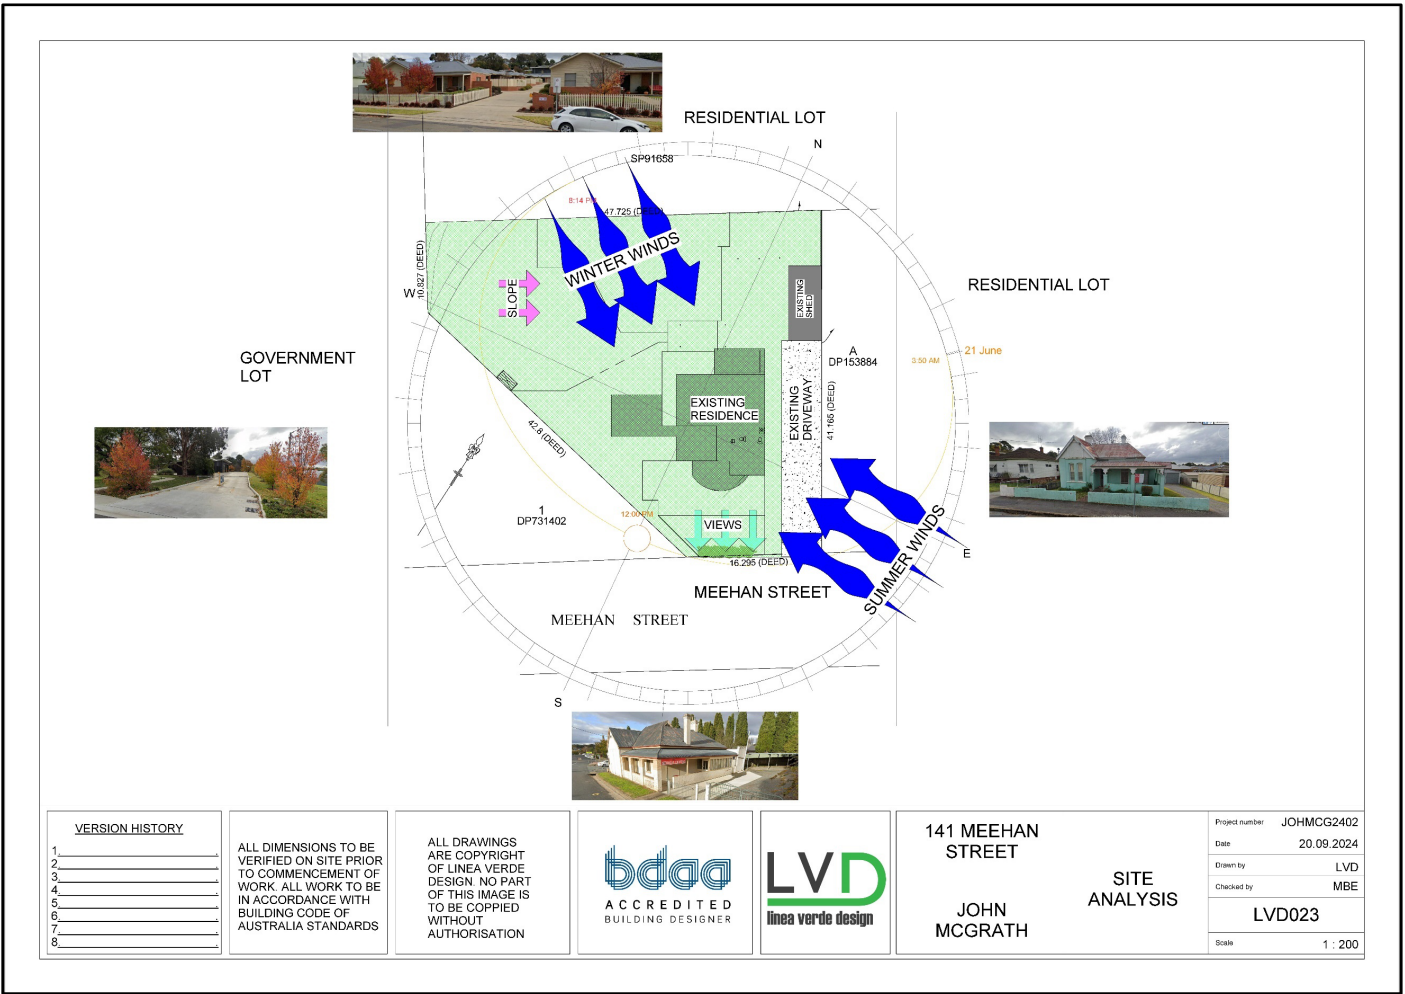 RESIDENTIAL LOT
N
SP91658
8:14 PM
47.725 (DEED)
WINTER WINDS
10.827 (DEED)
W
SLOPE
EXISTING
SHED
RESIDENTIAL LOT
GOVERNMENT
LOT
A
DP153884
3:50 AM
21 June
EXISTING
RESIDENCE
EXISTING
DRIVEWAY
41.165 (DEED)
42.6 (DEED)
1
DP731402
12:00 PM
VIEWS
16.295 (DEED)
SUMMER WINDS
E
MEEHAN STREET
MEEHAN STREET
S
VERSION HISTORY
1.
2.
3.
4.
5.
6.
7.
8.
ALL DIMENSIONS TO BE
VERIFIED ON SITE PRIOR
TO COMMENCEMENT OF
WORK. ALL WORK TO BE
IN ACCORDANCE WITH
BUILDING CODE OF
AUSTRALIA STANDARDS
ALL DRAWINGS
ARE COPYRIGHT
OF LINEA VERDE
DESIGN. NO PART
OF THIS IMAGE IS
TO BE COPPIED
WITHOUT
AUTHORISATION
bdaa
ACCREDITED
BUILDING DESIGNER
LVD
linea verde design
141 MEEHAN
STREET
JOHN
MCGRATH
SITE
ANALYSIS
Project number JOHMCG2402
Date 20.09.2024
Drawn by LVD
Checked by MBE
LVD023
Scale 1 : 200